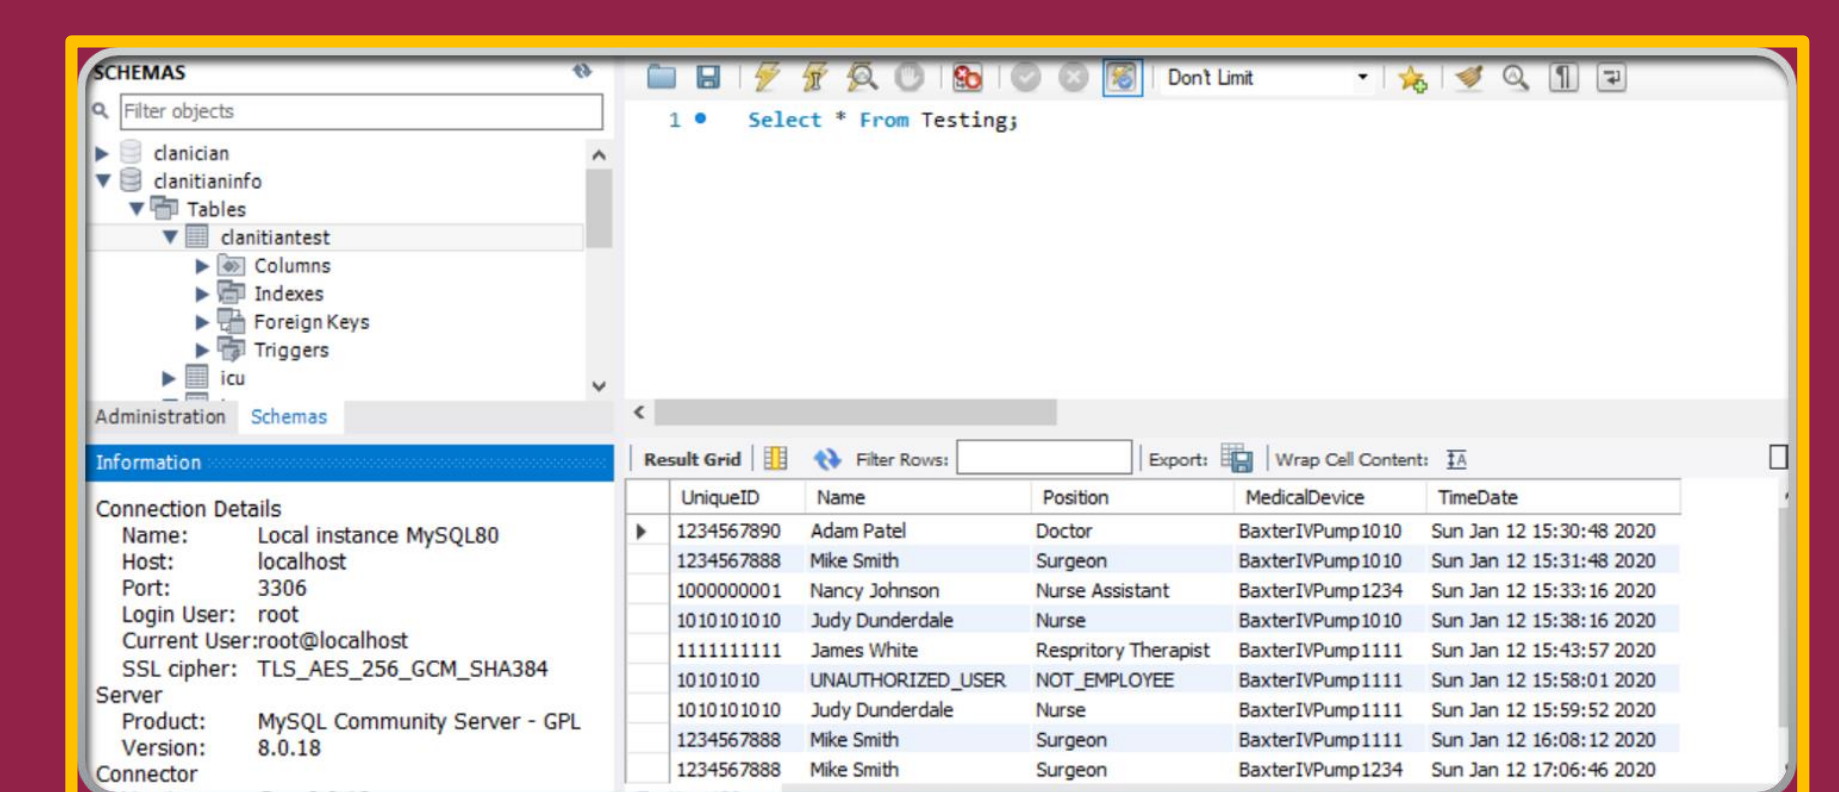 SCHEMAS
Filter objects
clanician
clanitianinfo
Tables
clanitiantest
Columns
Indexes
Foreign Keys
Triggers
icu
Administration Schemas
Information
Connection Details
Name: Local instance MySQL80
Host: localhost
Port: 3306
Login User: root
Current User:root@localhost
SSL cipher: TLS_AES_256_GCM_SHA384
Server
Product: MySQL Community Server - GPL
Version: 8.0.18
Connector
Don't Limit
1 Select * From Testing;
Result Grid Filter Rows: Export: Wrap Cell Content: IA
UniqueID Name Position MedicalDevice TimeDate
1234567890 Adam Patel Doctor BaxterIVPump1010 Sun Jan 12 15:30:48 2020
1234567888 Mike Smith Surgeon BaxterIVPump1010 Sun Jan 12 15:31:48 2020
1000000001 Nancy Johnson Nurse Assistant BaxterIVPump1234 Sun Jan 12 15:33:16 2020
1010101010 Judy Dunderdale Nurse BaxterIVPump1010 Sun Jan 12 15:38:16 2020
1111111111 James White Respritory Therapist BaxterIVPump1111 Sun Jan 12 15:43:57 2020
10101010 UNAUTHORIZED_USER NOT_EMPLOYEE BaxterIVPump1111 Sun Jan 12 15:58:01 2020
1010101010 Judy Dunderdale Nurse BaxterIVPump1111 Sun Jan 12 15:59:52 2020
1234567888 Mike Smith Surgeon BaxterIVPump1111 Sun Jan 12 16:08:12 2020
1234567888 Mike Smith Surgeon BaxterIVPump1234 Sun Jan 12 17:06:46 2020